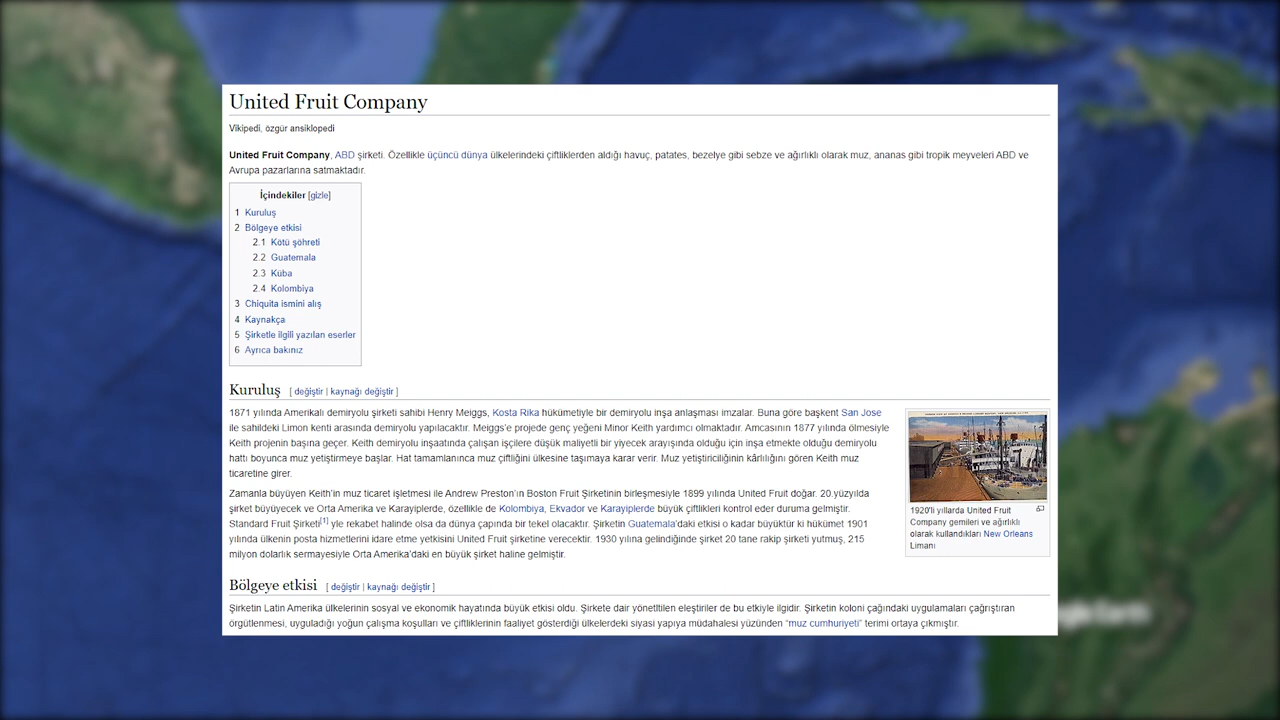 United Fruit Company
Vikipedi, özgür ansiklopedi
United Fruit Company, ABD şirketi. Özellikle üçüncü dünya ülkelerindeki çiftliklerden aldığı havuç, patates, bezelye gibi sebze ve ağırlıklı olarak muz, ananas gibi tropik meyveleri ABD ve
Avrupa pazarlarına satmaktadır.
İçindekiler [gizle]
1 Kuruluş
2 Bölgeye etkisi
2.1 Kötü şöhreti
2.2 Guatemala
2.3 Küba
2.4 Kolombiya
3 Chiquita ismini alış
4 Kaynakça
5 Şirketle ilgili yazılan eserler
6 Ayrıca bakınız
Kuruluş [ değiştir | kaynağı değiştir ]
1871 yılında Amerikalı demiryolu şirketi sahibi Henry Meiggs, Kosta Rika hükümetiyle bir demiryolu inşa anlaşması imzalar. Buna göre başkent San Jose
ile sahildeki Limon kenti arasında demiryolu yapılacaktır. Meiggs'e projede genç yeğeni Minor Keith yardımcı olmaktadır. Amcasının 1877 yılında ölmesiyle
Keith projenin başına geçer. Keith demiryolu inşaatında çalışan işçilere düşük maliyetli bir yiyecek arayışında olduğu için inşa etmekte olduğu demiryolu
hattı boyunca muz yetiştirmeye başlar. Hat tamamlanınca muz çiftliğini ülkesine taşımaya karar verir. Muz yetiştiriciliğinin kârlılığını gören Keith muz
ticaretine girer.
Zamanla büyüyen Keith'in muz ticaret işletmesi ile Andrew Preston'ın Boston Fruit Şirketinin birleşmesiyle 1899 yılında United Fruit doğar. 20.yüzyılda
şirket büyüyecek ve Orta Amerika ve Karayiplerde, özellikle de Kolombiya, Ekvador ve Karayiplerde büyük çiftlikleri kontrol eder duruma gelmiştir.
Standard Fruit Şirketi[1] yle rekabet halinde olsa da dünya çapında bir tekel olacaktır. Şirketin Guatemala'daki etkisi o kadar büyüktür ki hükümet 1901
yılında ülkenin posta hizmetlerini idare etme yetkisini United Fruit şirketine verecektir. 1930 yılına gelindiğinde şirket 20 tane rakip şirketi yutmuş, 215
milyon dolarlık sermayesiyle Orta Amerika'daki en büyük şirket haline gelmiştir.
1920'li yıllarda United Fruit
Company gemileri ve ağırlıklı
olarak kullandıkları New Orleans
Limanı
Bölgeye etkisi [ değiştir | kaynağı değiştir ]
Şirketin Latin Amerika ülkelerinin sosyal ve ekonomik hayatında büyük etkisi oldu. Şirkete dair yöneltilen eleştiriler de bu etkiyle ilgidir. Şirketin koloni çağındaki uygulamaları çağrıştıran
örgütlenmesi, uyguladığı yoğun çalışma koşulları ve çiftliklerinin faaliyet gösterdiği ülkelerdeki siyasi yapıya müdahalesi yüzünden "muz cumhuriyeti" terimi ortaya çıkmıştır.